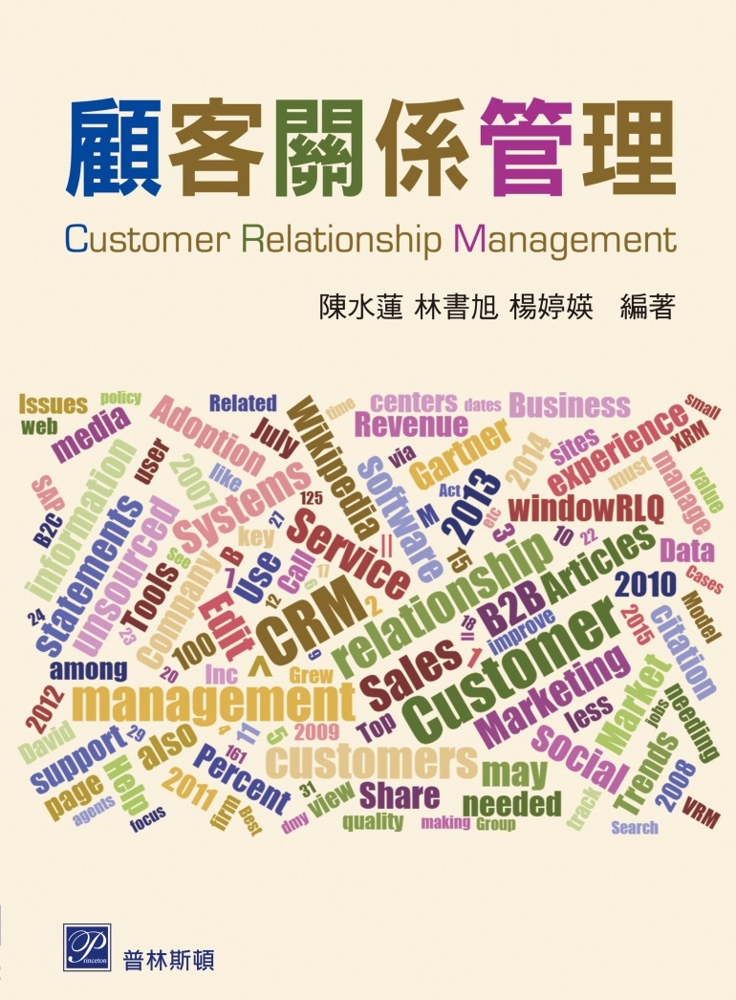 顧客關係管理
Customer Relationship Management
陳水蓮 林書旭 楊婷媖 編著
Issues
policy
web
media
Adoption
Related
July
Wikipedia
time
centers
dates
Business
Revenue
Gartner
2014
sites
experience
small
XRM
must
manage
value
SAP
B2C
information
user
2007
like
Systems
125
software
via
Act
2013
etc
windowRLQ
M
statements
unsourced
Tools
See
key
27
Service
||
15
3
10
22
Data
Cases
24
23
Company
B
7
Use
Call
6
17
12
Edit
CRM
2
relationship
18
=
B2B
Articles
improve
2010
Model
2015
Citation
among
100
20
Inc
^
9
Grew
Sales
1
Customer
Marketing
less
Market
jobs
needing
2012
management
Top
David
support
29
also
4
11
5
2009
161
customers
social
may
Trends
2008
page
Help
agents
focus
2011
firm
Best
Percent
31
dmy
view
Share
quality
making
Group
needed
track
Search
VRM
P
rinceton
普林斯頓